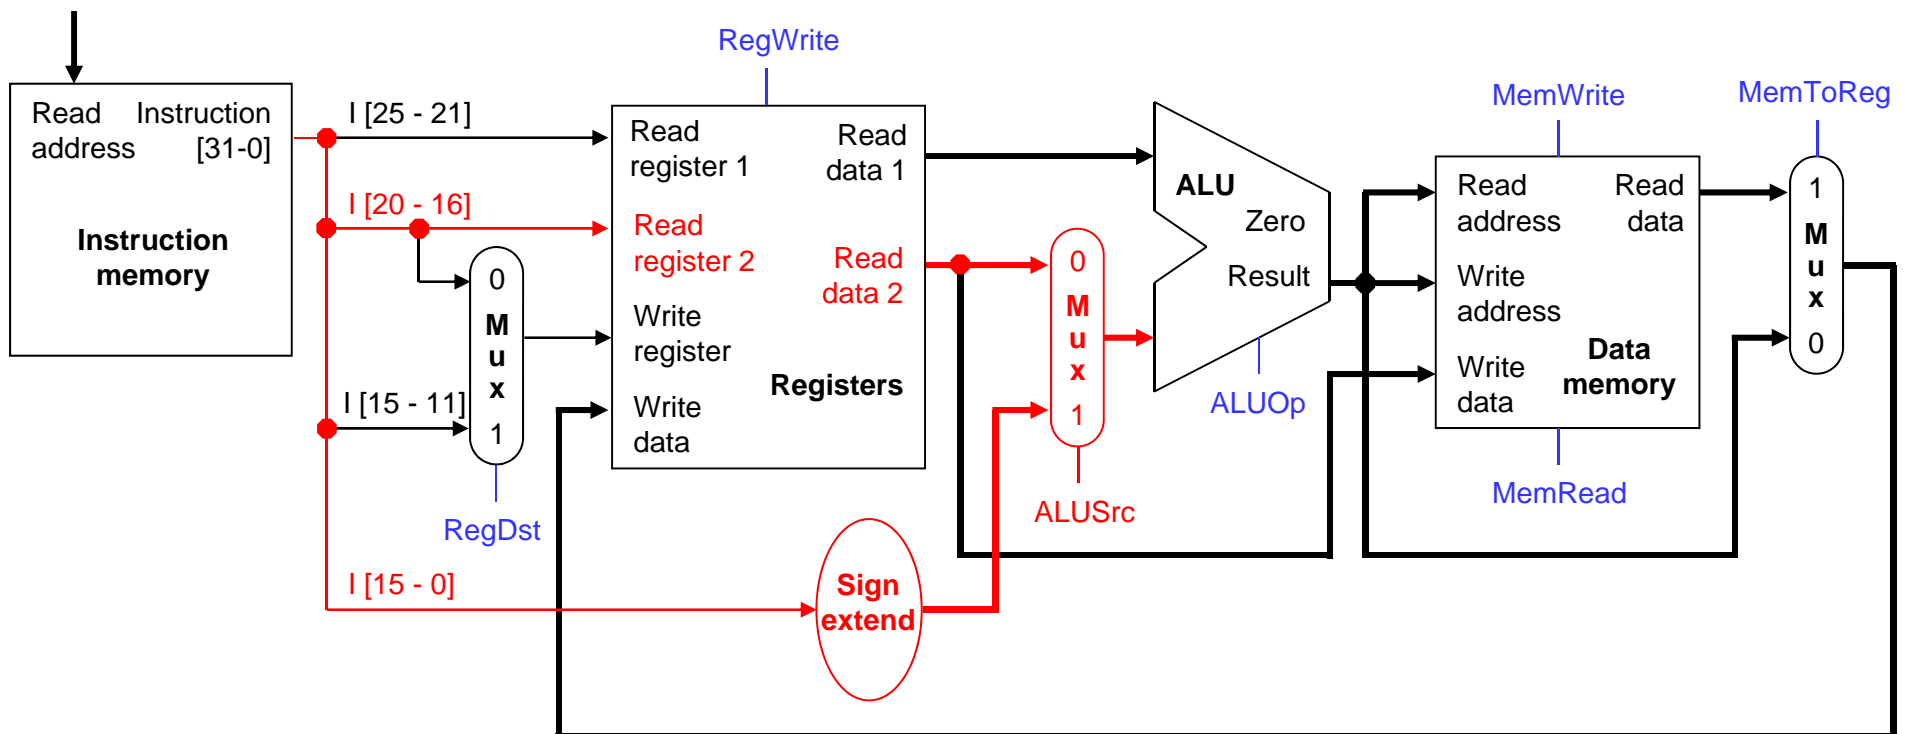 RegWrite
MemWrite
MemToReg
Read address
Instruction [31-0]
Instruction
memory
I [25 - 21]
I [20 - 16]
I [15 - 11]
I [15 - 0]
0
M
u
x
1
RegDst
Read
register 1
Read
data 1
Read
register 2
Read
data 2
Write
register
Write
data
Registers
Sign
extend
0
M
u
x
1
ALUSrc
ALU
Zero
Result
ALUOp
Read
address
Read
data
Write
address
Write
data
Data
memory
MemRead
1
M
u
x
0